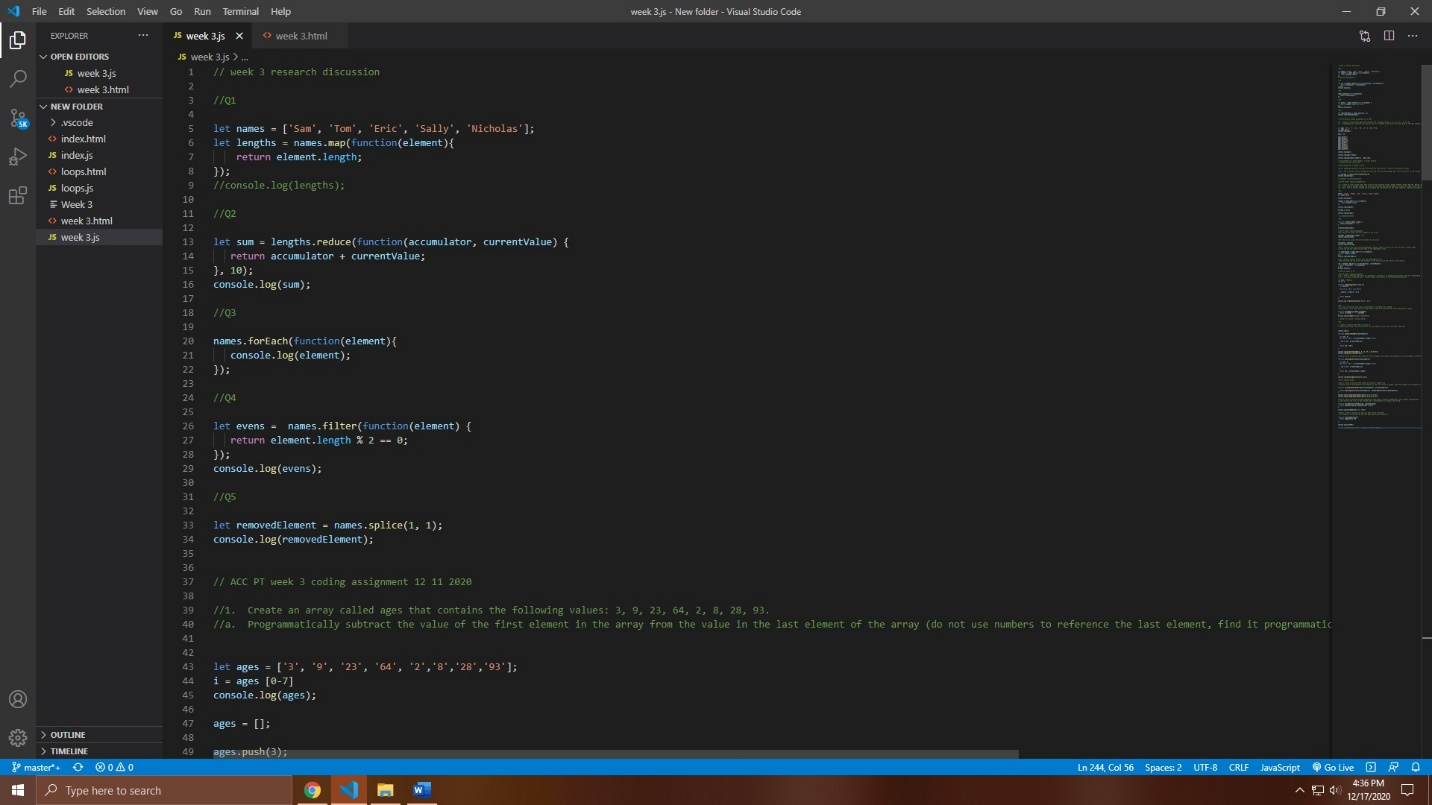 File Edit Selection View Go Run Terminal Help
week 3.js - New folder - Visual Studio Code
EXPLORER
OPEN EDITORS
JS week 3.js
<> week 3.html
NEW FOLDER
> .vscode
<> index.html
JS index.js
<> loops.html
JS loops.js
Week 3
<> week 3.html
JS week 3.js
OUTLINE
TIMELINE
SK
JS week 3.js
<> week 3.html
JS week 3.js > ...
1 // week 3 research discussion
2
3 //Q1
4
5 let names = ['Sam', 'Tom', 'Eric', 'Sally', 'Nicholas'];
6 let lengths = names.map(function(element){
7 return element.length;
8 });
9 //console.log(lengths);
10
11 //Q2
12
13 let sum = lengths.reduce(function(accumulator, currentValue) {
14 return accumulator + currentValue;
15 }, 10);
16 console.log(sum);
17
18 //Q3
19
20 names.forEach(function(element){
21 console.log(element);
22 });
23
24 //Q4
25
26 let evens =  names.filter(function(element) {
27 return element.length % 2 == 0;
28 });
29 console.log(evens);
30
31 //Q5
32
33 let removedElement = names.splice(1, 1);
34 console.log(removedElement);
35
36
37 // ACC PT week 3 coding assignment 12 11 2020
38
39 //1.  Create an array called ages that contains the following values: 3, 9, 23, 64, 2, 8, 28, 93.
40 //a.  Programmatically subtract the value of the first element in the array from the value in the last element of the array (do not use numbers to reference the last element, find it programmatic
41
42
43 let ages = ['3', '9', '23', '64', '2','8','28','93'];
44 i = ages [0-7]
45 console.log(ages);
46
47 ages = [];
48
49 ages.push(3);
master*+ 0 0
Ln 244, Col 56 Spaces: 2 UTF-8 CRLF JavaScript Go Live
Type here to search
4:36 PM
12/17/2020